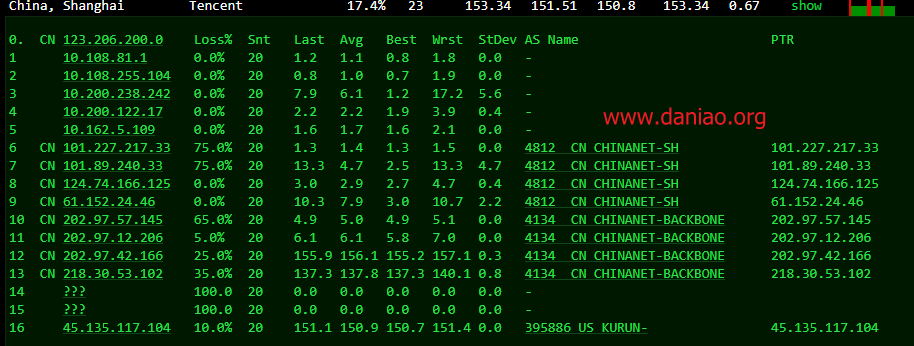 China, Shanghai Tencent 17.4% 23 153.34 151.51 150.8 153.34 0.67 show
0. CN 123.206.200.0 Loss% Snt Last Avg Best Wrst StDev AS Name PTR
1 10.108.81.1 0.0% 20 1.2 1.1 0.8 1.8 0.0 -
2 10.108.255.104 0.0% 20 0.8 1.0 0.7 1.9 0.0 -
3 10.200.238.242 0.0% 20 7.9 6.1 1.2 17.2 5.6 -
4 10.200.122.17 0.0% 20 2.2 2.2 1.9 3.9 0.4 -
5 10.162.5.109 0.0% 20 1.6 1.7 1.6 2.1 0.0 -
www.daniao.org
6 CN 101.227.217.33 75.0% 20 1.3 1.4 1.3 1.5 0.0 4812 CN CHINANET-SH 101.227.217.33
7 CN 101.89.240.33 75.0% 20 13.3 4.7 2.5 13.3 4.7 4812 CN CHINANET-SH 101.89.240.33
8 CN 124.74.166.125 0.0% 20 3.0 2.9 2.7 4.7 0.4 4812 CN CHINANET-SH 124.74.166.125
9 CN 61.152.24.46 0.0% 20 10.3 7.9 3.0 10.7 2.2 4812 CN CHINANET-SH 61.152.24.46
10 CN 202.97.57.145 65.0% 20 4.9 5.0 4.9 5.1 0.0 4134 CN CHINANET-BACKBONE 202.97.57.145
11 CN 202.97.12.206 5.0% 20 6.1 6.1 5.8 7.0 0.0 4134 CN CHINANET-BACKBONE 202.97.12.206
12 CN 202.97.42.166 25.0% 20 155.9 156.1 155.2 157.1 0.3 4134 CN CHINANET-BACKBONE 202.97.42.166
13 CN 218.30.53.102 35.0% 20 137.3 137.8 137.3 140.1 0.8 4134 CN CHINANET-BACKBONE 218.30.53.102
14 ??? 100.0 20 0.0 0.0 0.0 0.0 0.0 -
15 ??? 100.0 20 0.0 0.0 0.0 0.0 0.0 -
16 45.135.117.104 10.0% 20 151.1 150.9 150.7 151.4 0.0 395886 US KURUN- 45.135.117.104